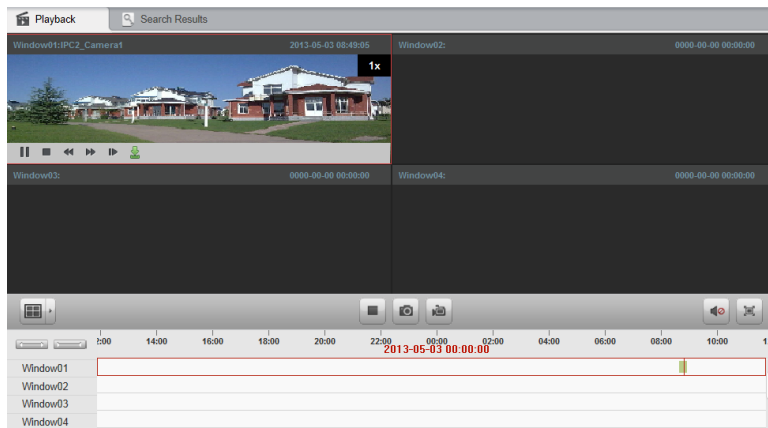 Playback Search Results
Window01:IPC2_Camera1 2013-05-03 08:49:05 Window02: 0000-00-00 00:00:00
1x
Window03: 0000-00-00 00:00:00 Window04: 0000-00-00 00:00:00
14:00 16:00 18:00 20:00 22:00 00:00 02:00 04:00 06:00 08:00 10:00
2013-05-03 00:00:00
Window01
Window02
Window03
Window04